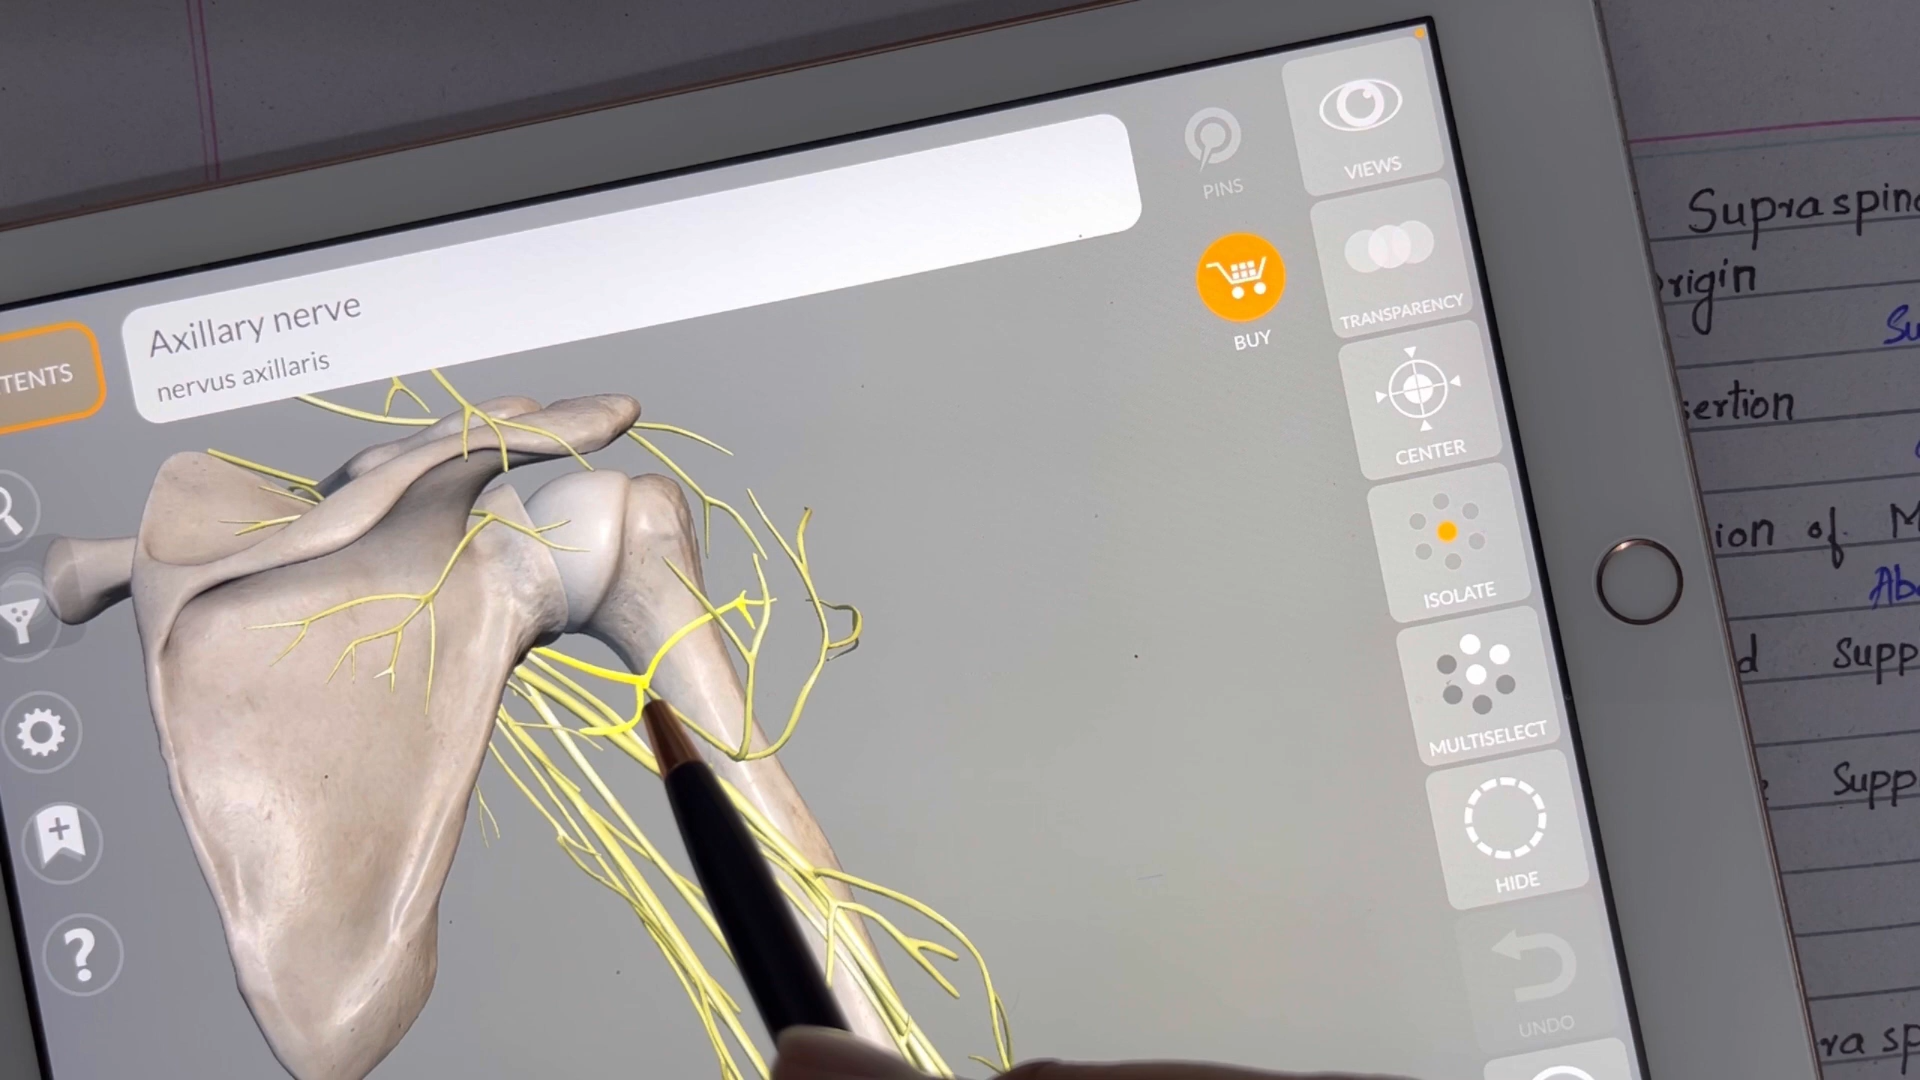 Axillary nerve
nervus axillaris
TENTS
PINS
BUY
VIEWS
TRANSPARENCY
CENTER
ISOLATE
MULTISELECT
HIDE
UNDO
Supraspin
rigin
Su
sertion
ion of M
Ab
d Supp
Supp
ra sp